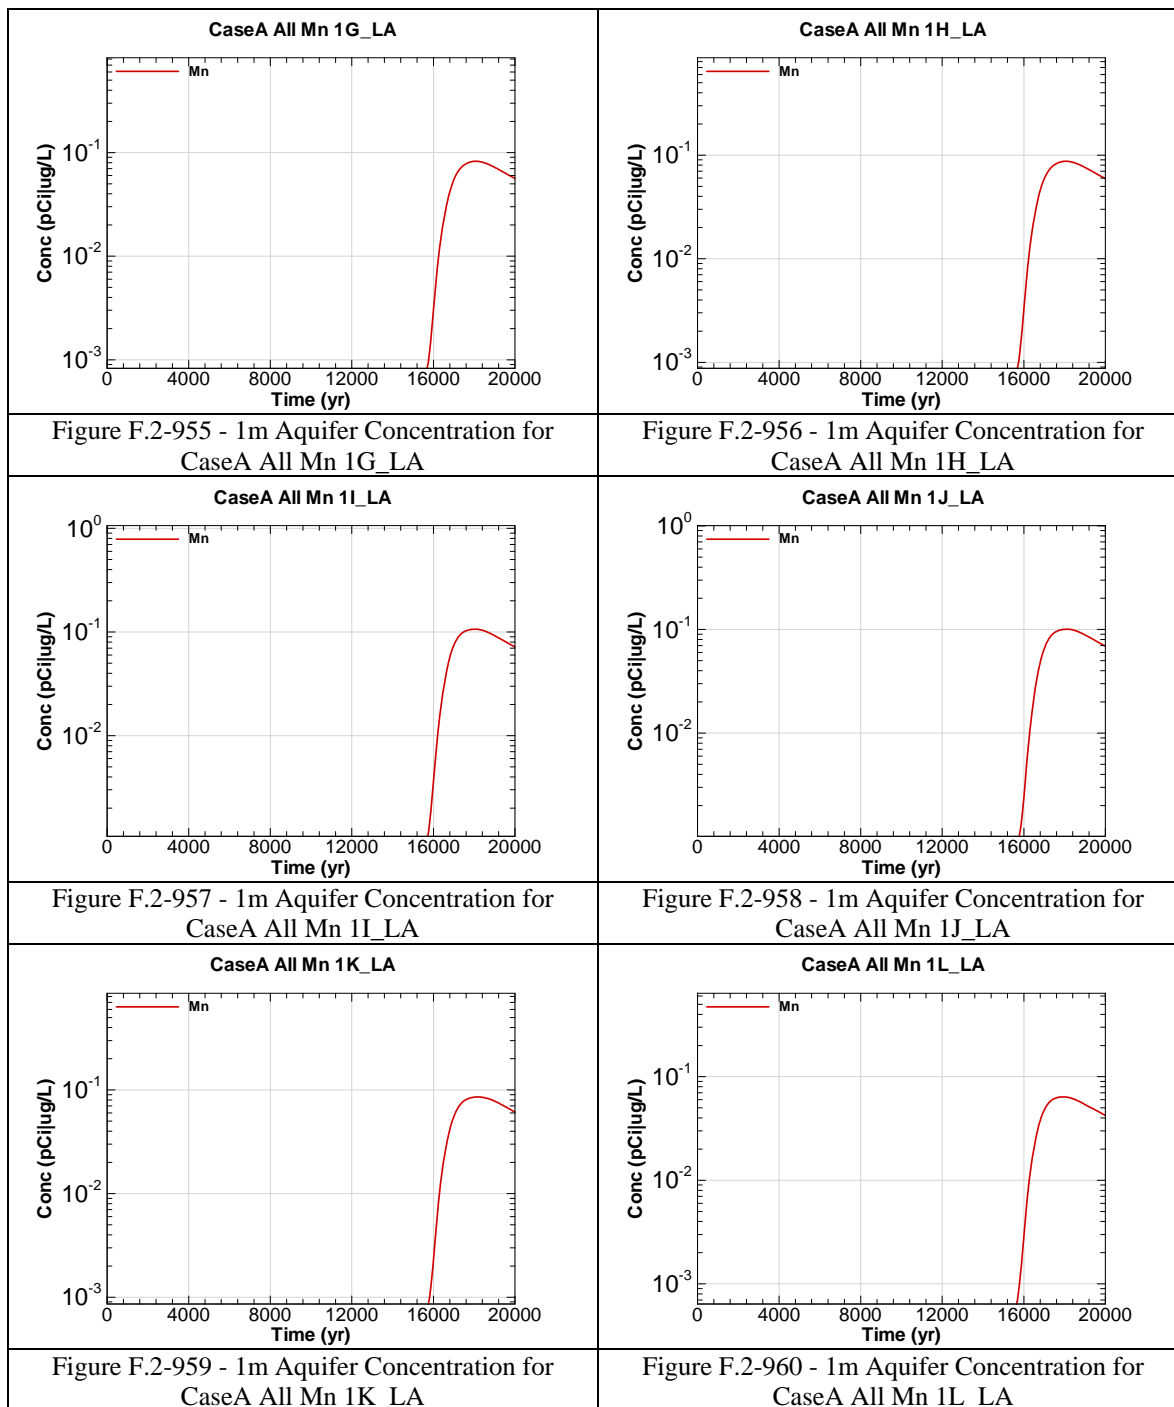 CaseA All Mn 1G_LA
Mn
Conc (pCi|ug/L)
10^-1
10^-2
10^-3
0 4000 8000 12000 16000 20000
Time (yr)
Figure F.2-955 - 1m Aquifer Concentration for
CaseA All Mn 1G_LA
CaseA All Mn 1H_LA
Mn
Conc (pCi|ug/L)
10^-1
10^-2
10^-3
0 4000 8000 12000 16000 20000
Time (yr)
Figure F.2-956 - 1m Aquifer Concentration for
CaseA All Mn 1H_LA
CaseA All Mn 1I_LA
Mn
Conc (pCi|ug/L)
10^0
10^-1
10^-2
0 4000 8000 12000 16000 20000
Time (yr)
Figure F.2-957 - 1m Aquifer Concentration for
CaseA All Mn 1I_LA
CaseA All Mn 1J_LA
Mn
Conc (pCi|ug/L)
10^0
10^-1
10^-2
0 4000 8000 12000 16000 20000
Time (yr)
Figure F.2-958 - 1m Aquifer Concentration for
CaseA All Mn 1J_LA
CaseA All Mn 1K_LA
Mn
Conc (pCi|ug/L)
10^-1
10^-2
10^-3
0 4000 8000 12000 16000 20000
Time (yr)
Figure F.2-959 - 1m Aquifer Concentration for
CaseA All Mn 1K_LA
CaseA All Mn 1L_LA
Mn
Conc (pCi|ug/L)
10^-1
10^-2
10^-3
0 4000 8000 12000 16000 20000
Time (yr)
Figure F.2-960 - 1m Aquifer Concentration for
CaseA All Mn 1L_LA